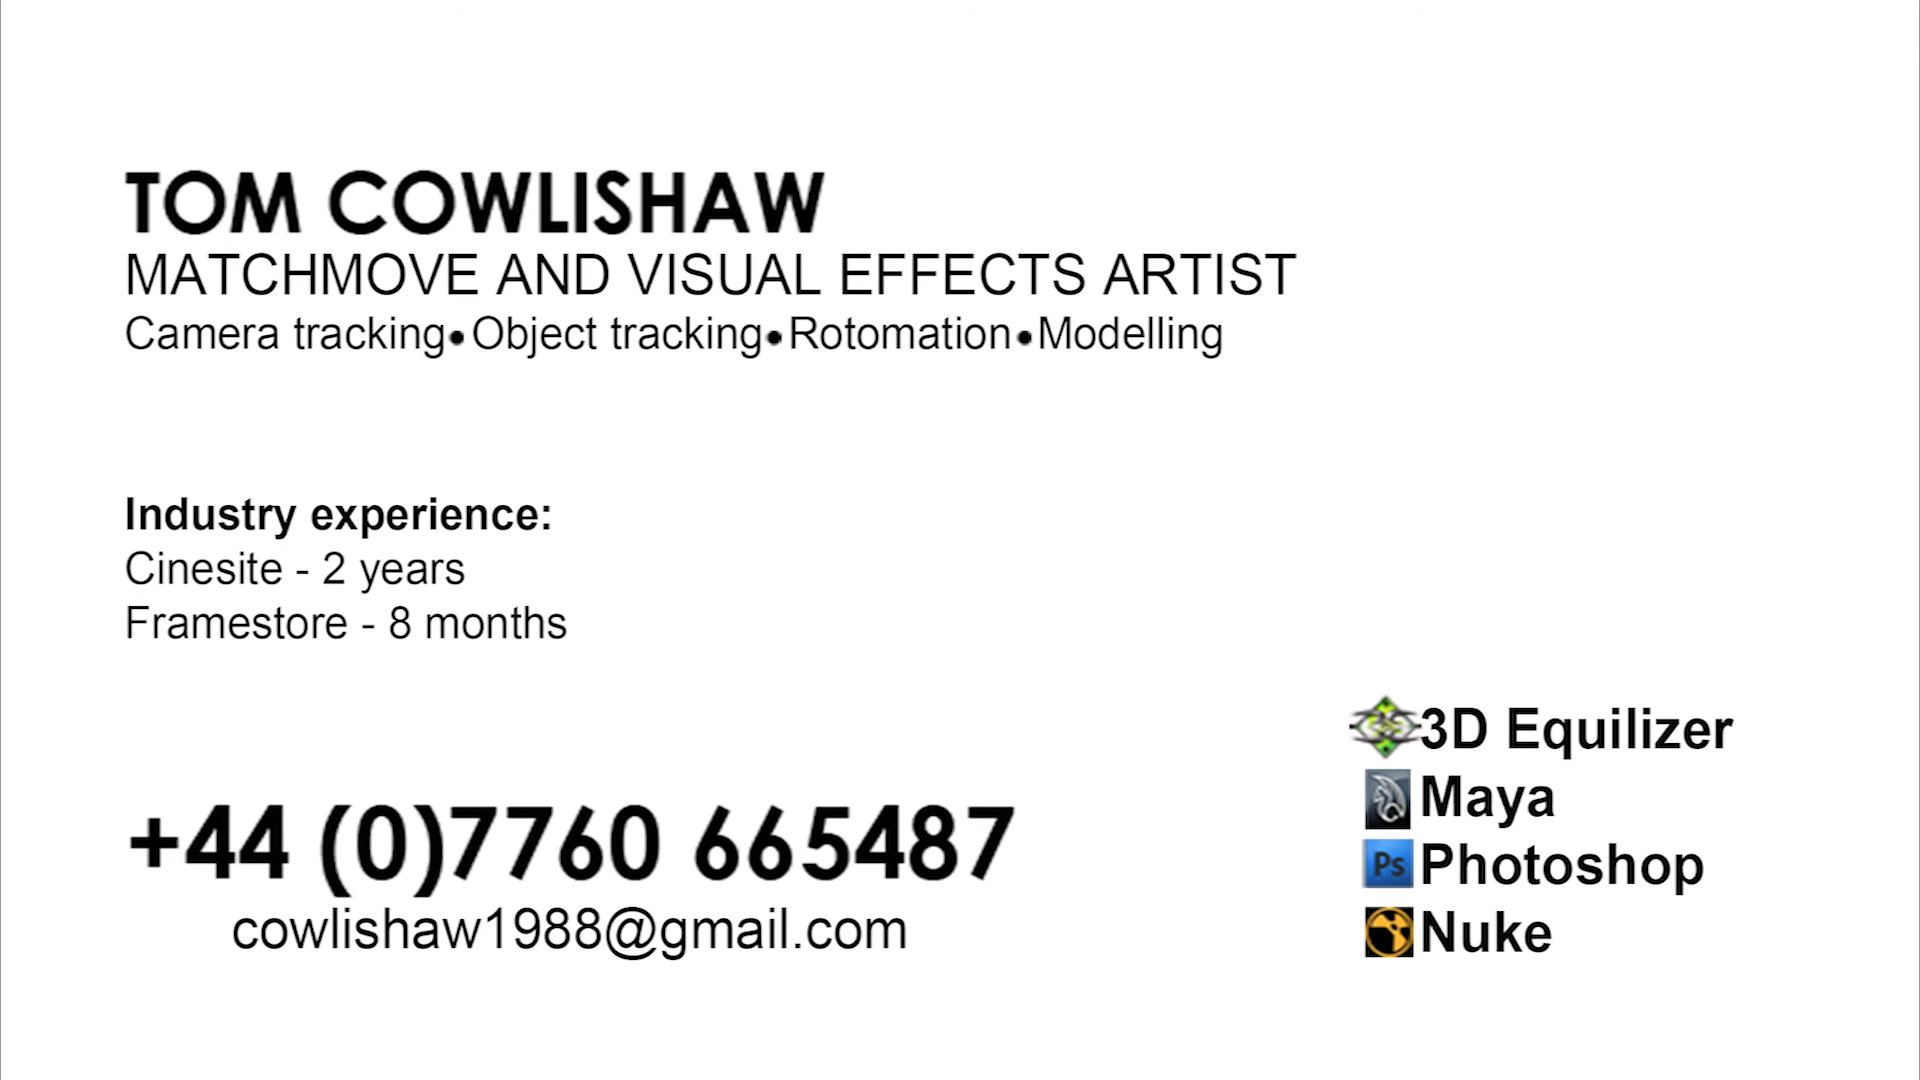 TOM COWLISHAW
MATCHMOVE AND VISUAL EFFECTS ARTIST
Camera tracking•Object tracking•Rotomation•Modelling
Industry experience:
Cinesite - 2 years
Framestore - 8 months
+44 (0)7760 665487
cowlishaw1988@gmail.com
3D Equilizer
Maya
Ps Photoshop
Nuke